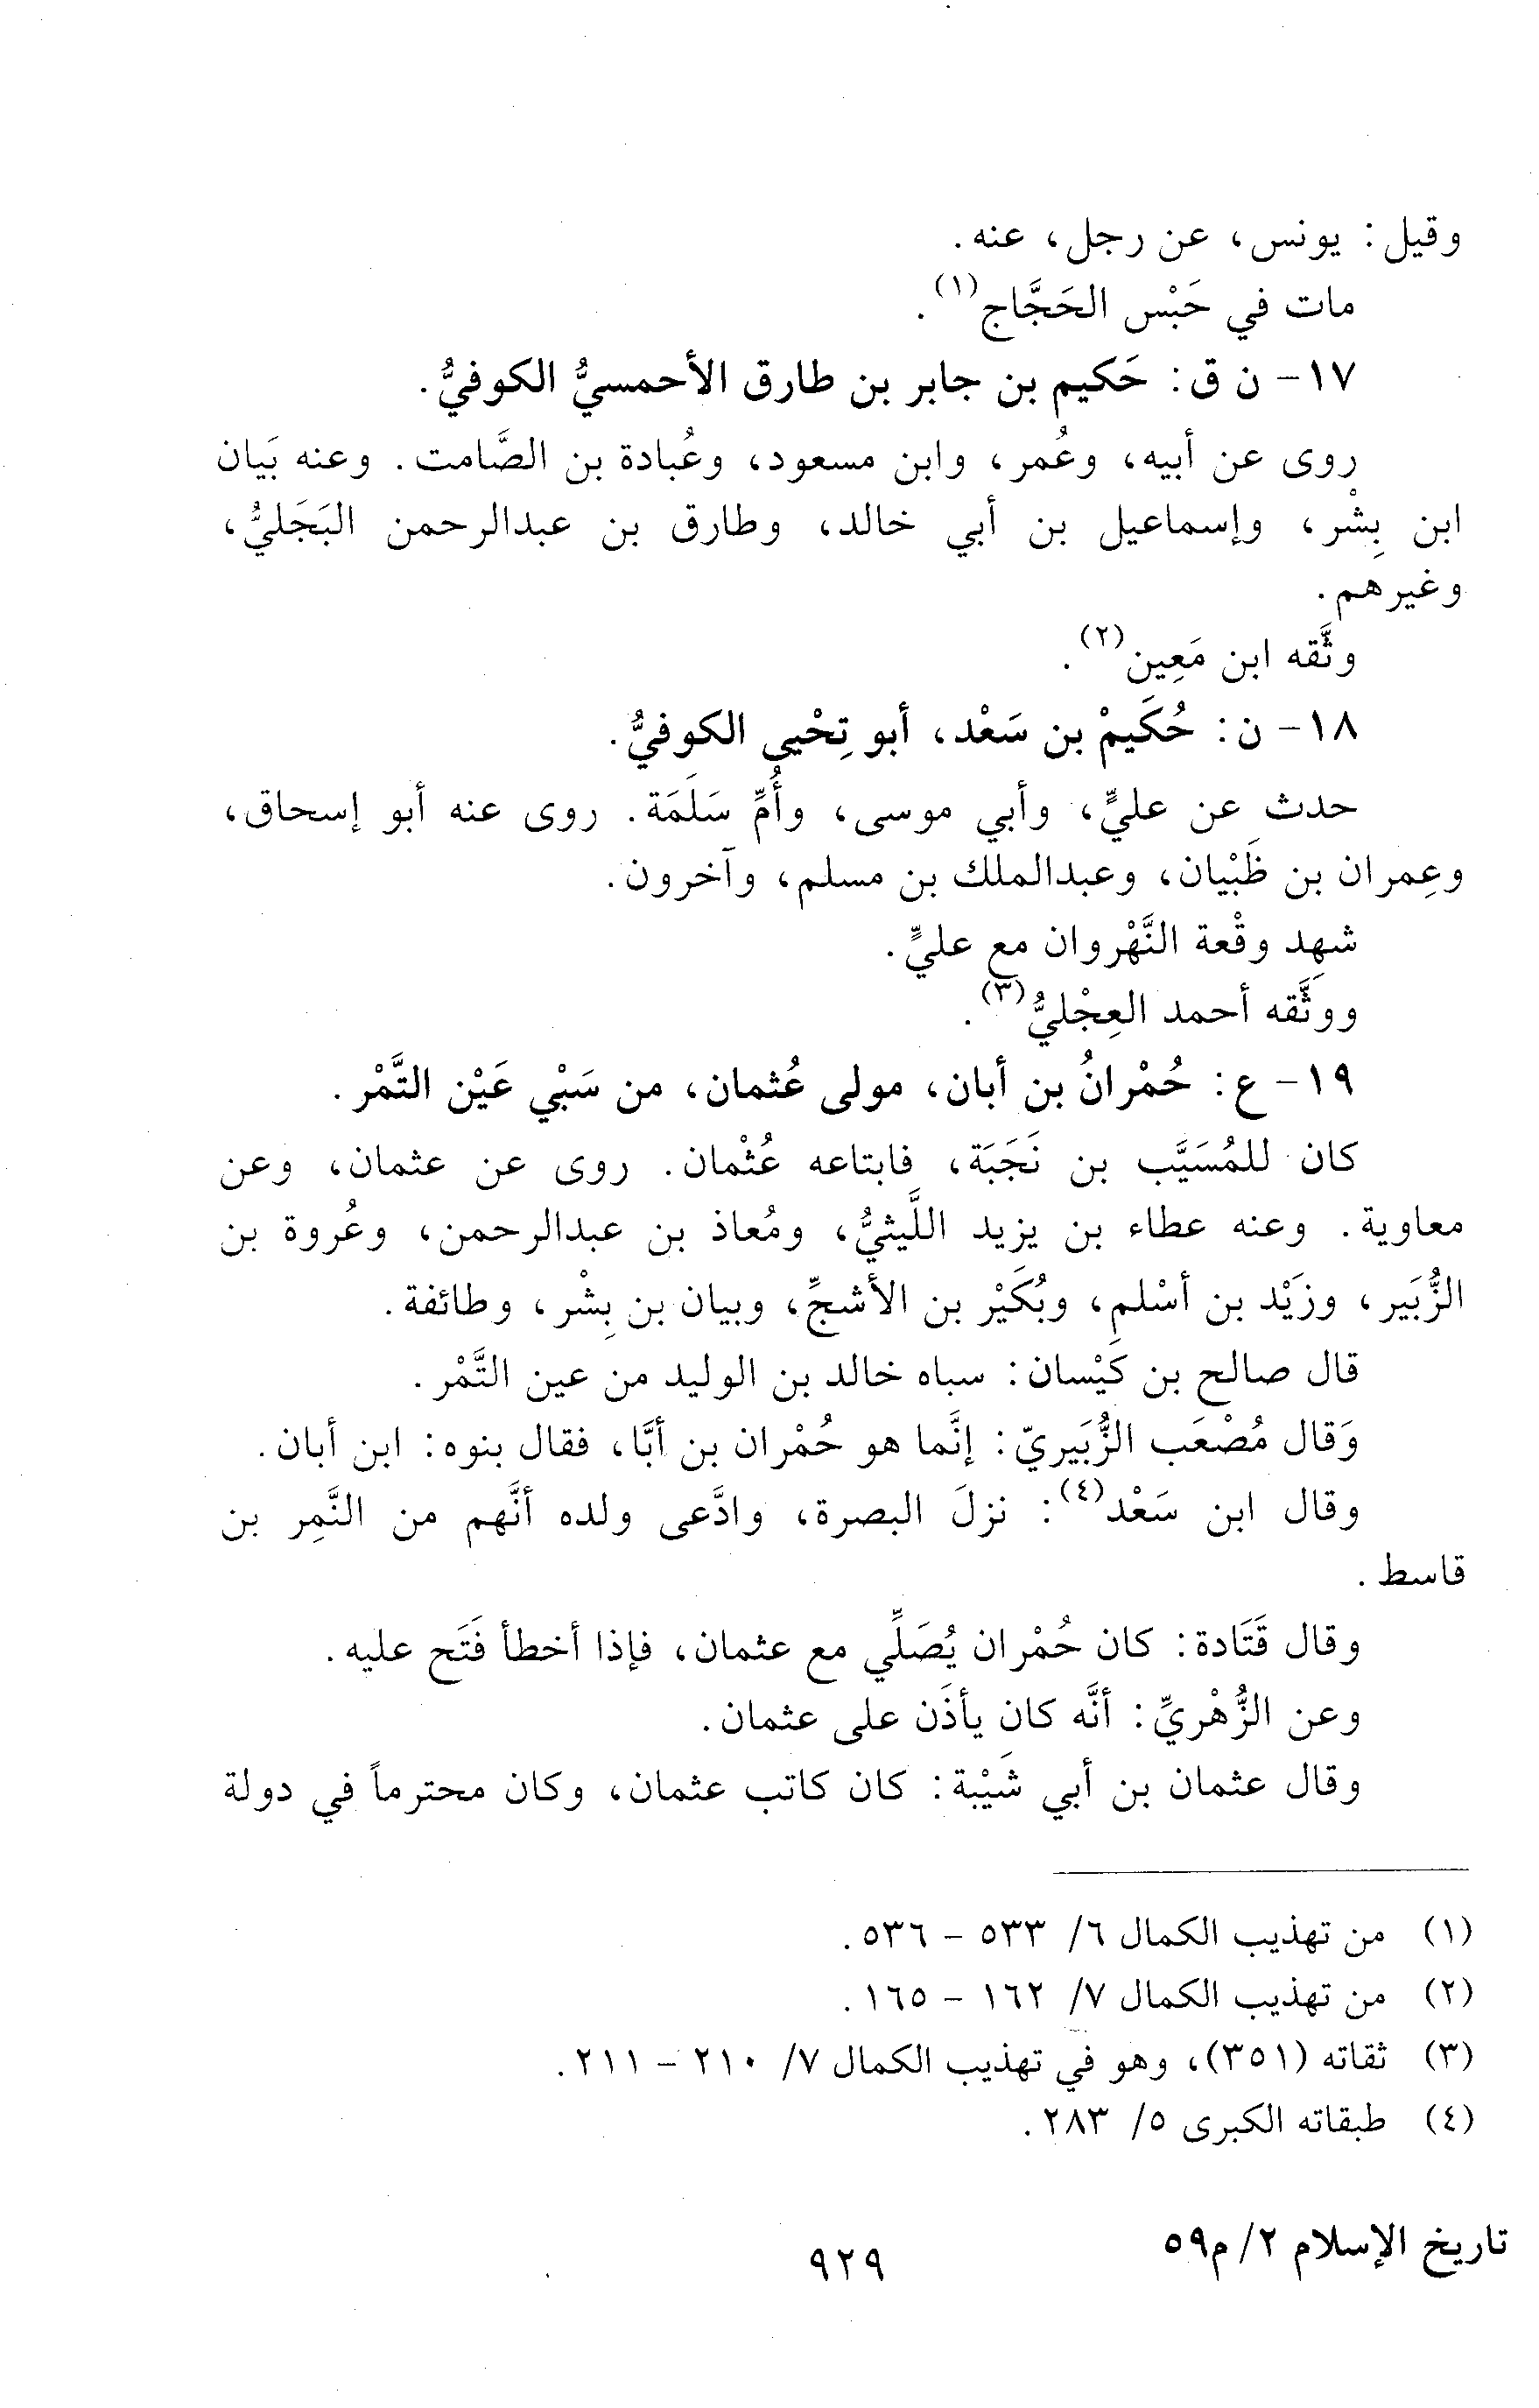 وقيل: يونس، عن رجل، عنه.
مات في حَبْس الحَجَّاج(١).
١٧- ن ق: حَكيم بن جابر بن طارق الأحمسيُّ الكوفيُّ.
روى عن أبيه، وعُمر، وابن مسعود، وعُبادة بن الصَّامت. وعنه بَيان
ابن بِشْر، وإسماعيل بن أبي خالد، وطارق بن عبدالرحمن البَجَليُّ،
وغيرهم.
وثَّقه ابن مَعِين(٢).
١٨- ن: حُكَيمْ بن سَعْد، أبو تِحْيى الكوفيُّ.
حدث عن عليٍّ، وأبي موسى، وأُمِّ سَلَمَة. روى عنه أبو إسحاق،
وعِمران بن ظَبْيان، وعبدالملك بن مسلم، وآخرون.
شهِد وقْعة النَّهْروان مع عليٍّ.
ووثَّقه أحمد العِجْليُّ(٣).
١٩- ع: حُمْرانُ بن أبان، مولى عُثمان، من سَبْي عَيْن التَّمْر.
كان للمُسَيَّب بن نَجَبَة، فابتاعه عُثْمان. روى عن عثمان، وعن
معاوية. وعنه عطاء بن يزيد اللَّيثيُّ، ومُعاذ بن عبدالرحمن، وعُروة بن
الزُّبَير، وزَيْد بن أسْلم، وبُكَيْر بن الأشجِّ، وبيان بن بِشْر، وطائفة.
قال صالح بن كَيْسان: سباه خالد بن الوليد من عين التَّمْر.
وَقال مُصْعَب الزُّبَيريّ: إنَّما هو حُمْران بن أبَّا، فقال بنوه: ابن أبان.
وقال ابن سَعْد(٤): نزلَ البصرة، وادَّعى ولده أنَّهم من النَّمِر بن
قاسط.
وقال قَتَادة: كان حُمْران يُصَلِّي مع عثمان، فإذا أخطأ فَتَح عليه.
وعن الزُّهْريِّ: أنَّه كان يأذَن على عثمان.
وقال عثمان بن أبي شَيْبة: كان كاتب عثمان، وكان محترماً في دولة
(١) من تهذيب الكمال ٦/ ٥٣٣ - ٥٣٦.
(٢) من تهذيب الكمال ٧/ ١٦٢ - ١٦٥.
(٣) ثقاته (٣٥١)، وهو في تهذيب الكمال ٧/ ٢١٠ - ٢١١.
(٤) طبقاته الكبرى ٥/ ٢٨٣.
تاريخ الإسلام ٢/ م٥٩
٩٢٩